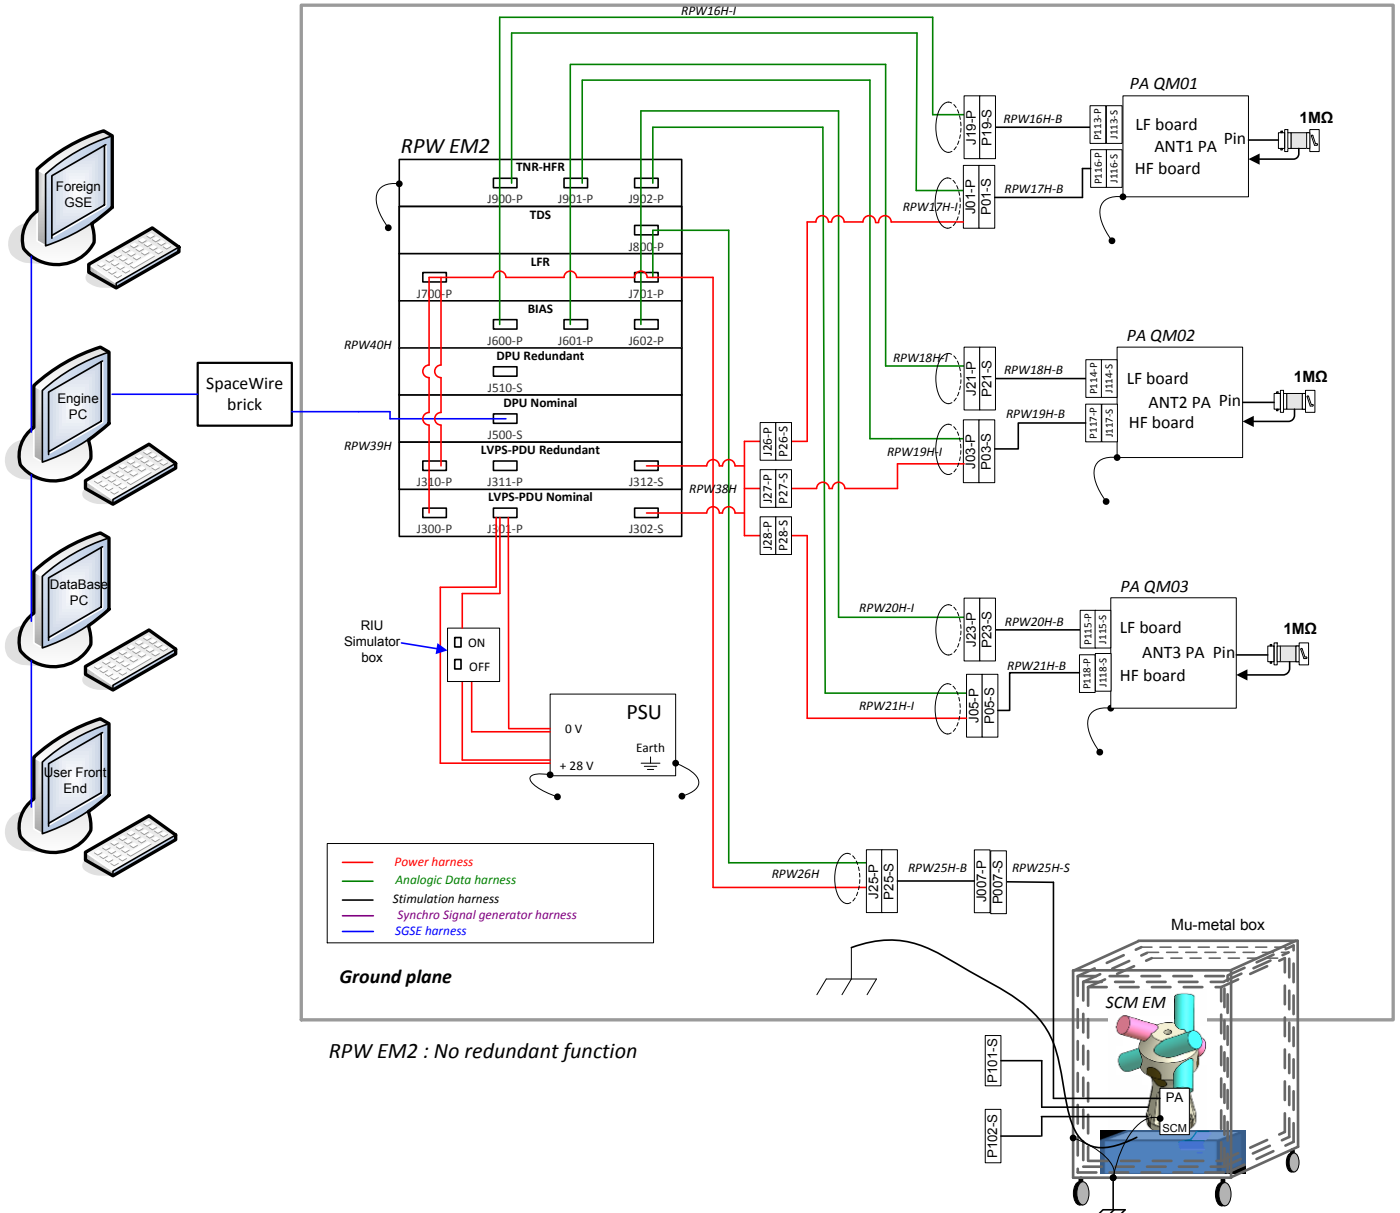 RPW16H-I
PA QM01
1MΩ
J19-P
P19-S
RPW16H-B
P113-P
J113-S
LF board
ANT1 PA
Pin
HF board
P116-P
J116-S
RPW17H-B
J01-P
P01-S
RPW17H-I
RPW EM2
TNR-HFR
J900-P
J901-P
J902-P
TDS
J800-P
LFR
J700-P
J701-P
BIAS
J600-P
J601-P
J602-P
RPW40H
DPU Redundant
J510-S
DPU Nominal
J500-S
RPW39H
LVPS-PDU Redundant
J310-P
J311-P
J312-S
LVPS-PDU Nominal
J300-P
J301-P
J302-S
RPW38H
J26-P
P26-S
J27-P
P27-S
J28-P
P28-S
Foreign
GSE
Engine
PC
SpaceWire
brick
DataBase
PC
User Front
End
PA QM02
1MΩ
RPW18H-I
J21-P
P21-S
RPW18H-B
P114-P
J114-S
LF board
ANT2 PA
Pin
HF board
P117-P
J117-S
RPW19H-B
RPW19H-I
J03-P
P03-S
PA QM03
1MΩ
RPW20H-I
J23-P
P23-S
RPW20H-B
P115-P
J115-S
LF board
ANT3 PA
Pin
HF board
P118-P
J118-S
RPW21H-B
RPW21H-I
J05-P
P05-S
RIU
Simulator
box
ON
OFF
PSU
0 V
Earth
+ 28 V
Power harness
Analogic Data harness
Stimulation harness
Synchro Signal generator harness
SGSE harness
RPW26H
J25-P
P25-S
RPW25H-B
J007-P
P007-S
RPW25H-S
Ground plane
Mu-metal box
SCM EM
RPW EM2 : No redundant function
P101-S
P102-S
PA
SCM